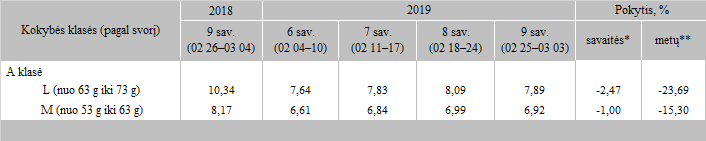 Kokybės klasės (pagal svorį) 2018 2019 Pokytis, %
9 sav. (02 26–03 04) 6 sav. (02 04–10) 7 sav. (02 11–17) 8 sav. (02 18–24) 9 sav. (02 25–03 03) savaitės* metų**
A klasė
L (nuo 63 g iki 73 g) 10,34 7,64 7,83 8,09 7,89 -2,47 -23,69
M (nuo 53 g iki 63 g) 8,17 6,61 6,84 6,99 6,92 -1,00 -15,30